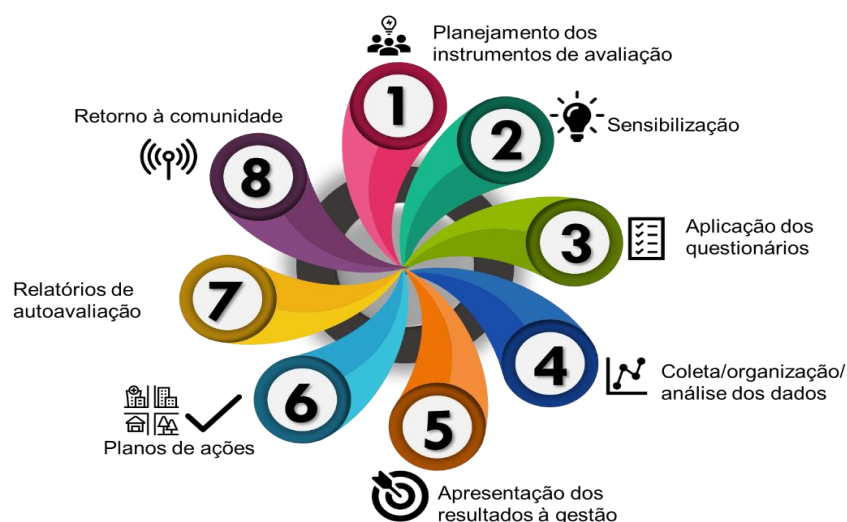 1
Planejamento dos
instrumentos de avaliação
2
Sensibilização
3
Aplicação dos
questionários
4
Coleta/organização/
análise dos dados
5
Apresentação dos
resultados à gestão
6
Planos de ações
7
Relatórios de
autoavaliação
8
Retorno à comunidade